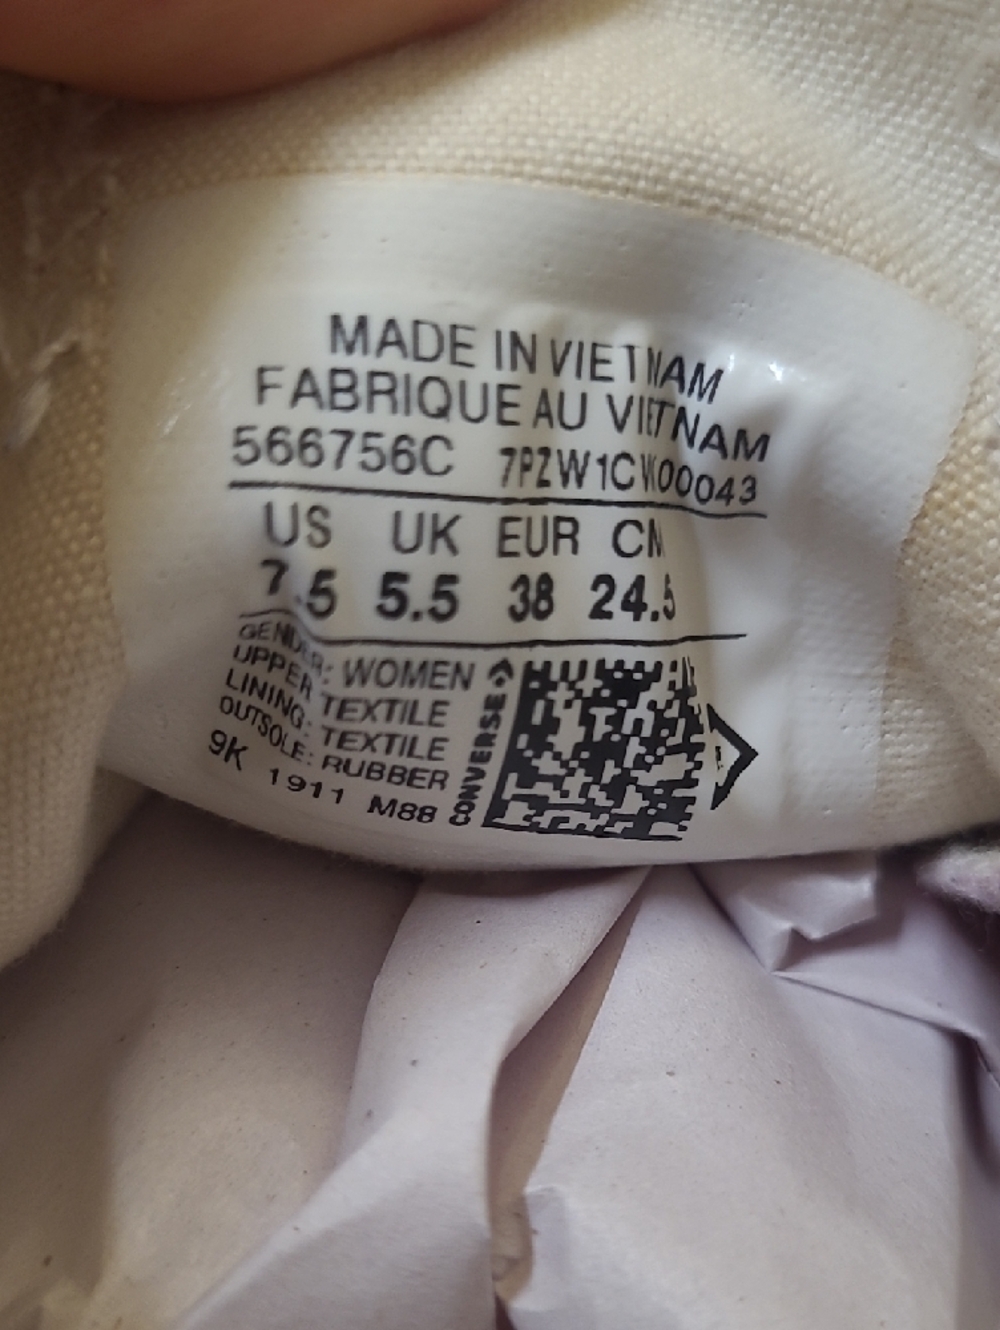 MADE IN VIETNAM
FABRIQUE AU VIETNAM
566756C 7PZW1CVK00043
US UK EUR CM
7.5 5.5 38 24.5
GENDER: WOMEN
UPPER: TEXTILE
LINING: TEXTILE
OUTSOLE: RUBBER
9K 1911 M88
CONVERSE